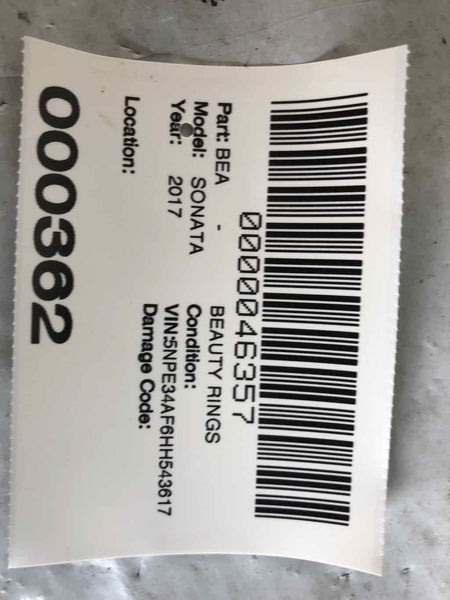 0000046357
Part: BEA - BEAUTY RINGS
Model: SONATA Condition:
Year: 2017 VIN:5NPE34AF6HH543617
Damage Code:
Location:
000362